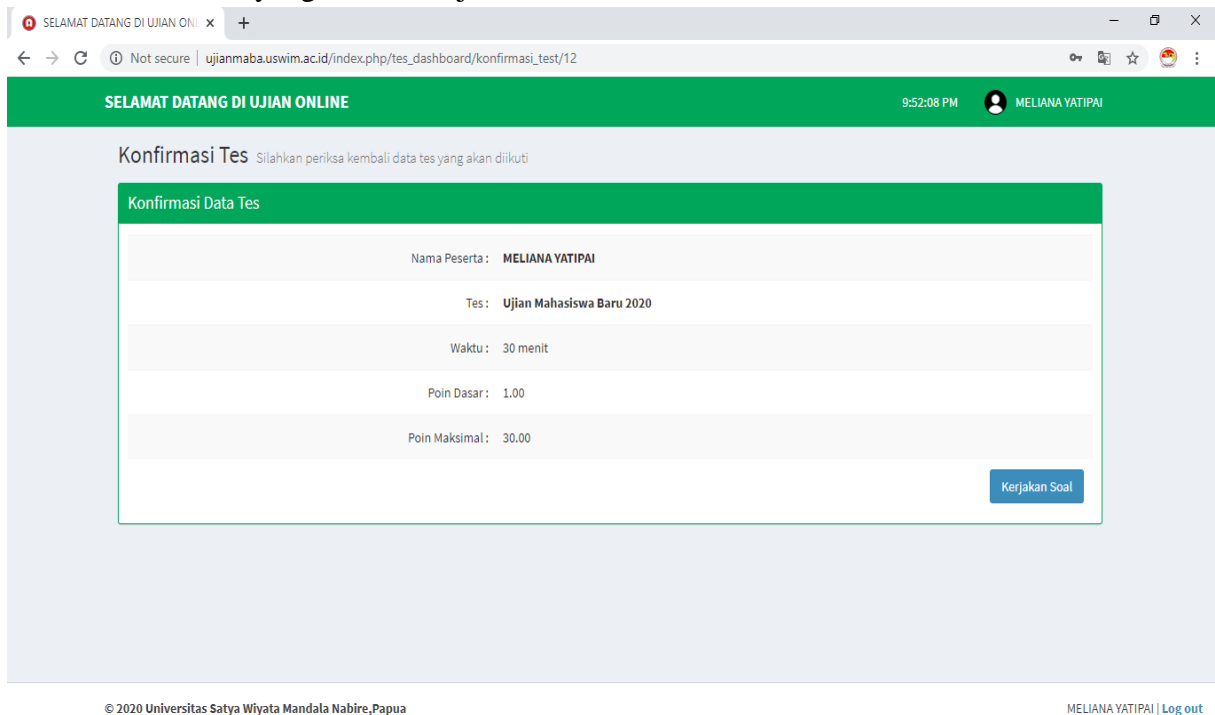 SELAMAT DATANG DI UJIAN ONL
Not secure | ujianmaba.uswim.ac.id/index.php/tes_dashboard/konfirmasi_test/12
SELAMAT DATANG DI UJIAN ONLINE 9:52:08 PM MELIANA YATIPAI
Konfirmasi Tes Silahkan periksa kembali data tes yang akan diikuti
Konfirmasi Data Tes
Nama Peserta : MELIANA YATIPAI
Tes : Ujian Mahasiswa Baru 2020
Waktu : 30 menit
Poin Dasar : 1.00
Poin Maksimal : 30.00
Kerjakan Soal
© 2020 Universitas Satya Wiyata Mandala Nabire,Papua MELIANA YATIPAI | Log out